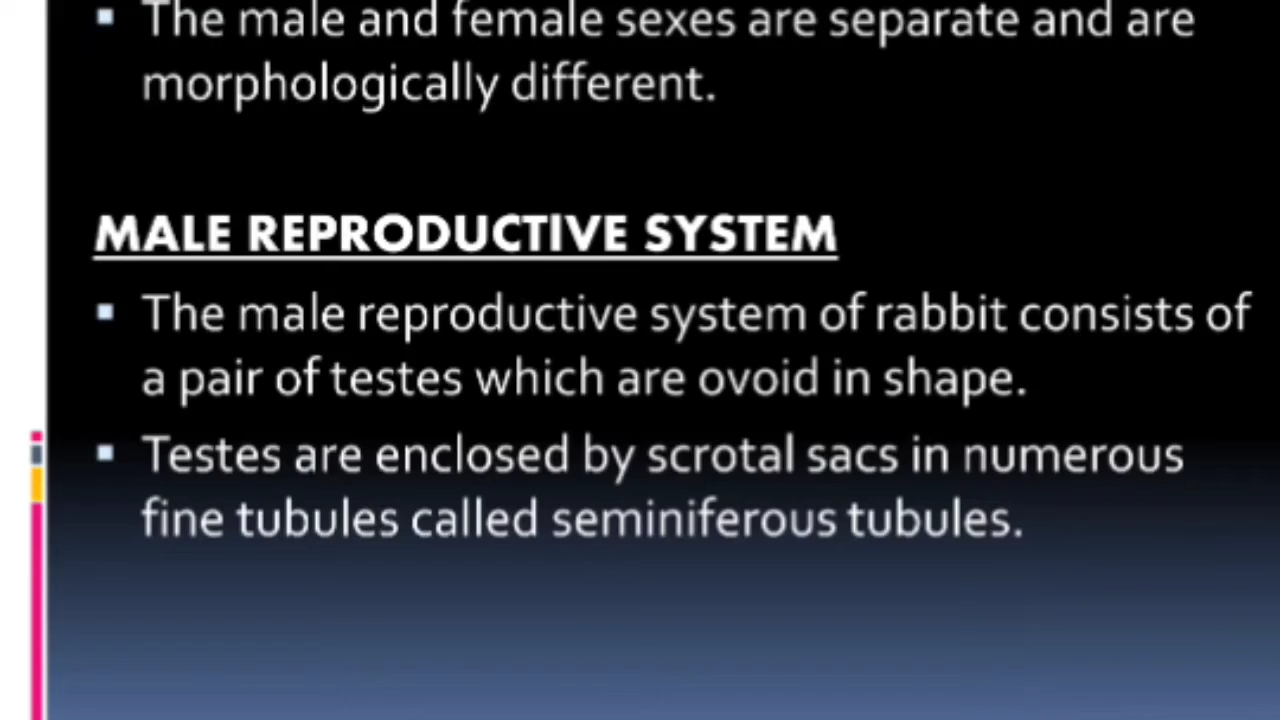 The male and female sexes are separate and are
morphologically different.
MALE REPRODUCTIVE SYSTEM
The male reproductive system of rabbit consists of
a pair of testes which are ovoid in shape.
Testes are enclosed by scrotal sacs in numerous
fine tubules called seminiferous tubules.